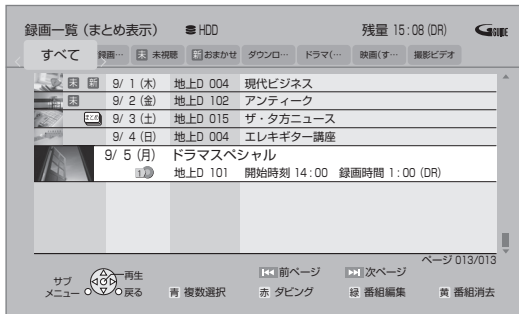 録画一覧 (まとめ表示) HDD 残量 15:08 (DR) G GUIDE
すべて 録画… 未 未視聴 新 おまかせ ダウンロ… ドラマ(… 映画(す… 撮影ビデオ
未 新 9/ 1 (木) 地上D 004 現代ビジネス
未 9/ 2 (金) 地上D 102 アンティーク
まとめ 9/ 3 (土) 地上D 015 ザ・夕方ニュース
9/ 4 (日) 地上D 004 エレキギター講座
9/ 5 (月) ドラマスペシャル
1 地上D 101 開始時刻 14:00 録画時間 1:00 (DR)
ページ 013/013
サブメニュー 再生 戻る 前ページ 次ページ
青 複数選択 赤 ダビング 緑 番組編集 黄 番組消去